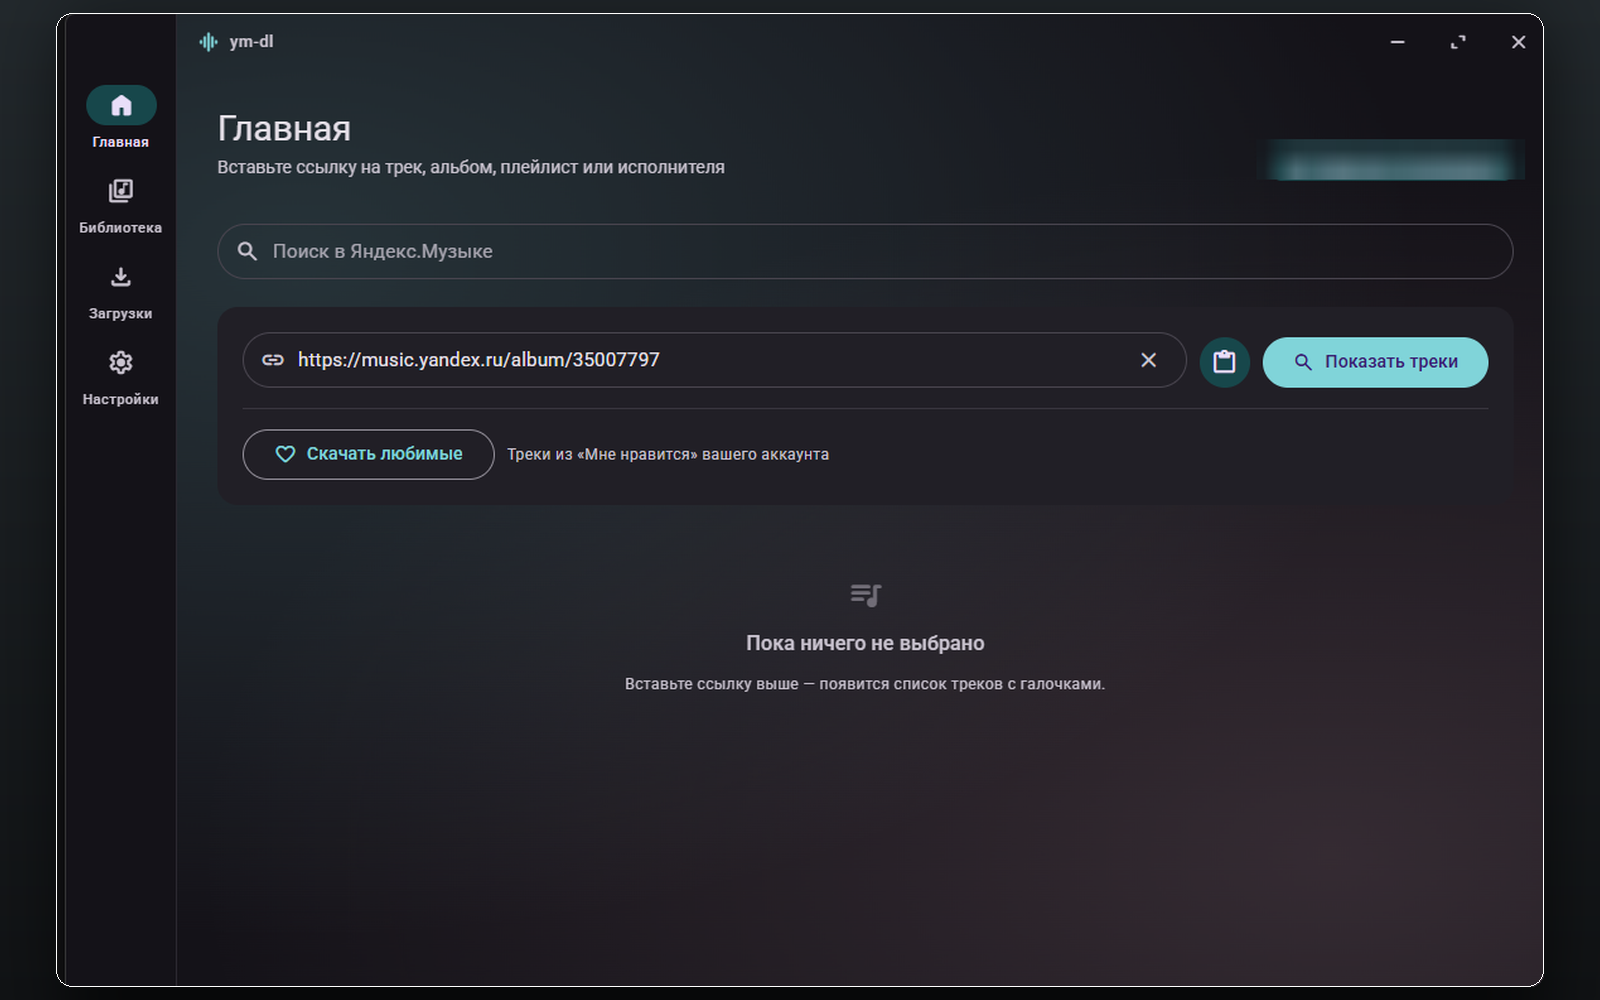 ym-dl
Главная
Библиотека
Загрузки
Настройки
Главная
Вставьте ссылку на трек, альбом, плейлист или исполнителя
Поиск в Яндекс.Музыке
https://music.yandex.ru/album/35007797
Показать треки
Скачать любимые
Треки из «Мне нравится» вашего аккаунта
Пока ничего не выбрано
Вставьте ссылку выше — появится список треков с галочками.